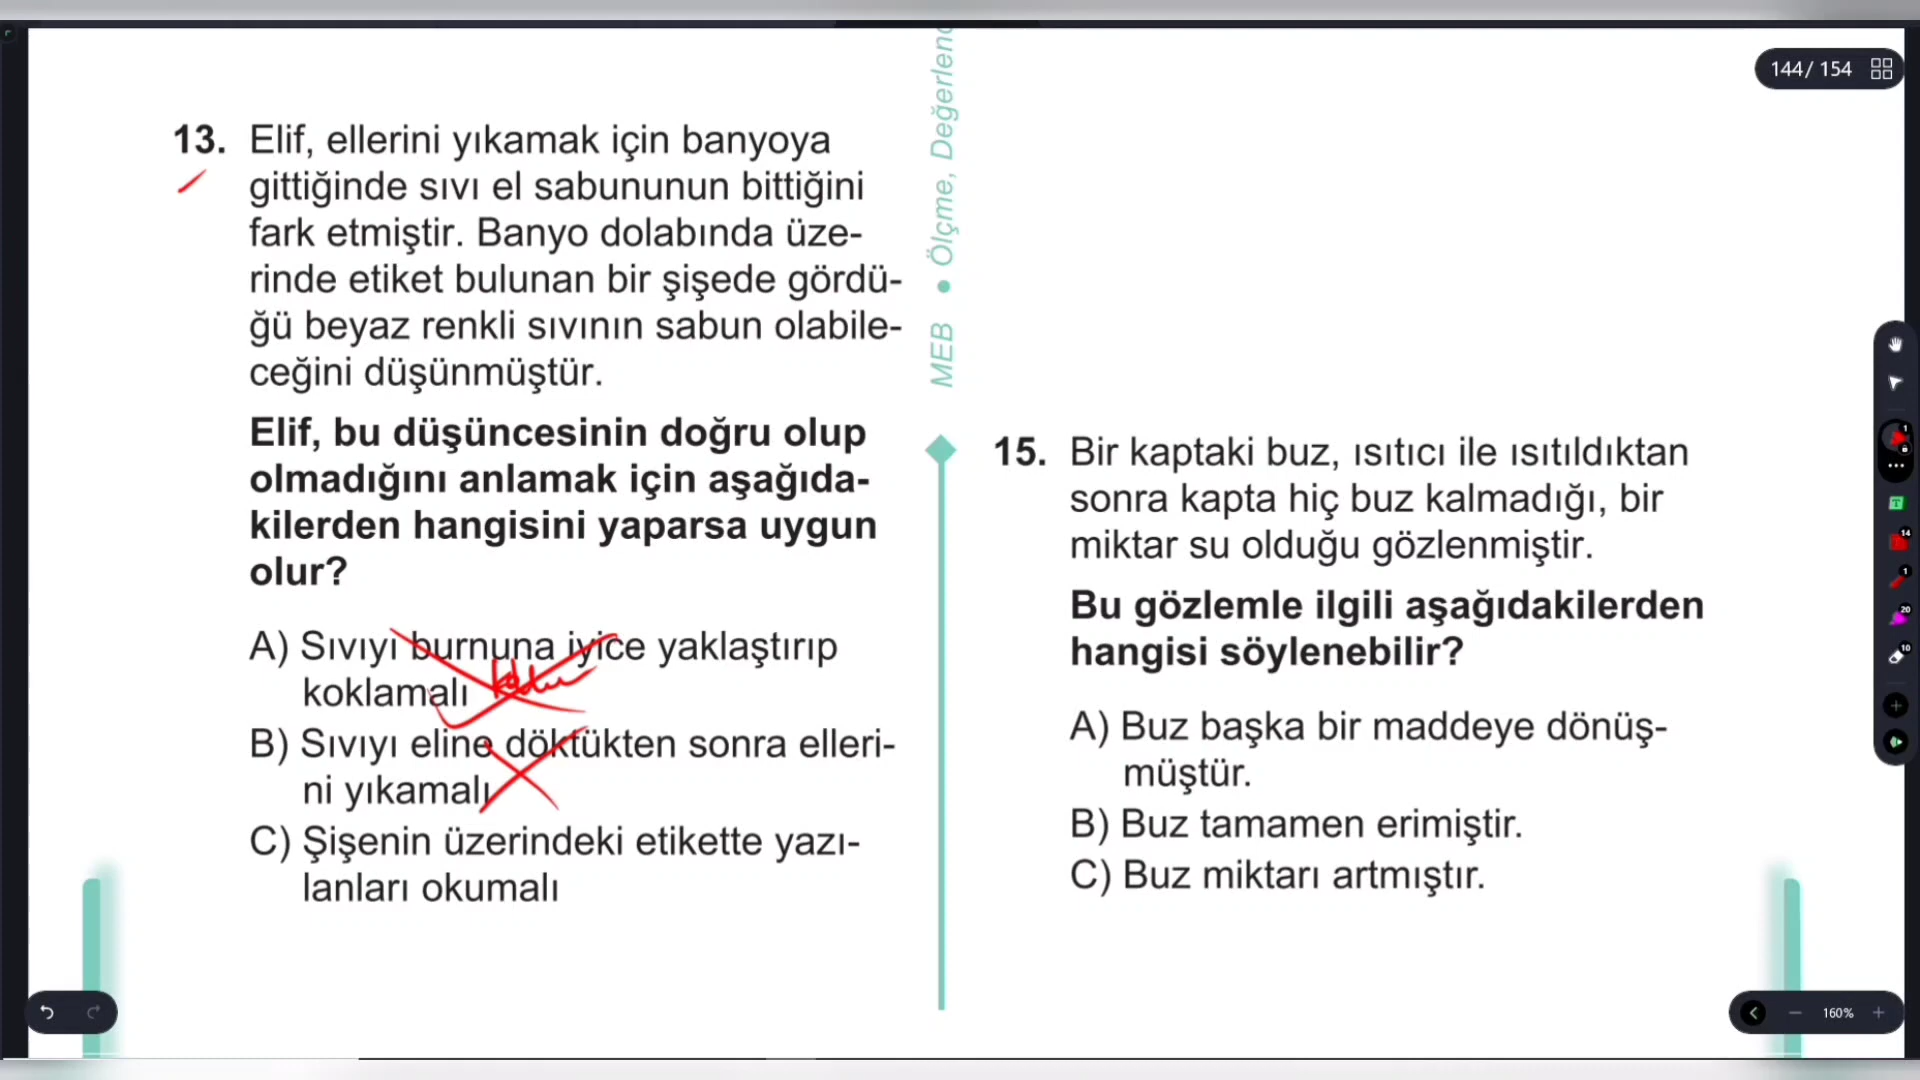 144/ 154
13. Elif, ellerini yıkamak için banyoya
gittiğinde sıvı el sabununun bittiğini
fark etmiştir. Banyo dolabında üze-
rinde etiket bulunan bir şişede gördü-
ğü beyaz renkli sıvının sabun olabile-
ceğini düşünmüştür.
Elif, bu düşüncesinin doğru olup
olmadığını anlamak için aşağıda-
kilerden hangisini yaparsa uygun
olur?
A) Sıvıyı burnuna iyice yaklaştırıp
koklamalı
B) Sıvıyı eline döktükten sonra elleri-
ni yıkamalı
C) Şişenin üzerindeki etikette yazı-
lanları okumalı
MEB • Ölçme, Değerlend
15. Bir kaptaki buz, ısıtıcı ile ısıtıldıktan
sonra kapta hiç buz kalmadığı, bir
miktar su olduğu gözlenmiştir.
Bu gözlemle ilgili aşağıdakilerden
hangisi söylenebilir?
A) Buz başka bir maddeye dönüş-
müştür.
B) Buz tamamen erimiştir.
C) Buz miktarı artmıştır.
1
14
1
20
10
160%